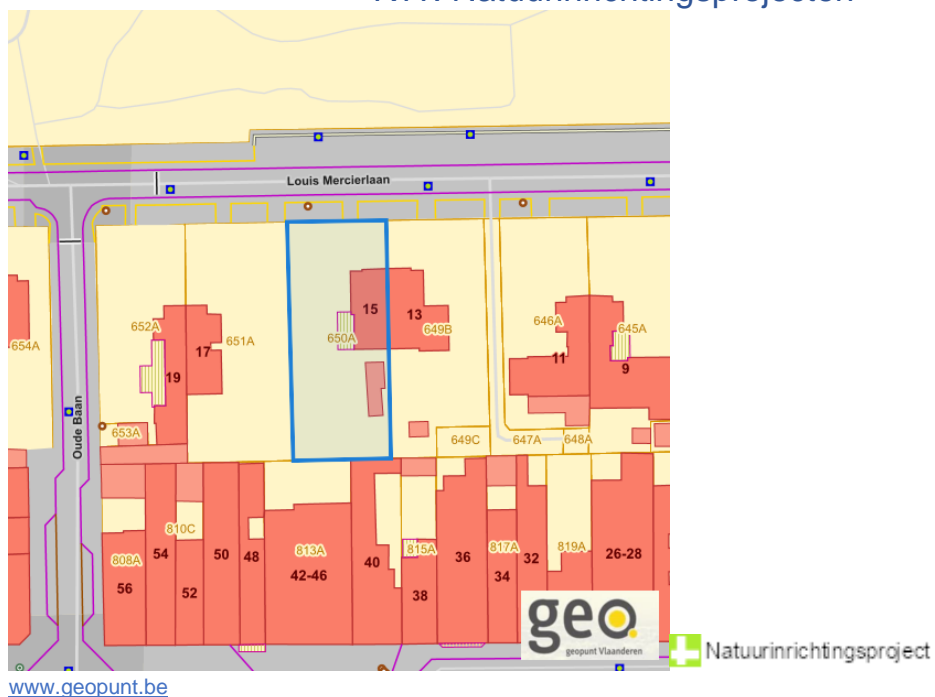 Natuurinrichtingsprojecten
Louis Mercierlaan
15
13
652A
650A
649B
646A
645A
654A
17
651A
11
9
19
Oude Baan
653A
649C
647A
648A
810C
808A
54
50
48
813A
40
815A
36
817A
32
819A
26-28
56
52
42-46
38
34
geo.
geopunt Vlaanderen
Natuurinrichtingsproject
www.geopunt.be